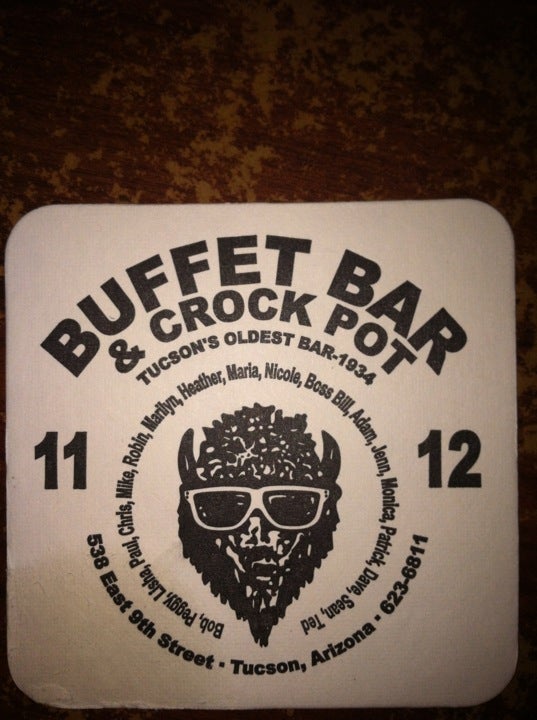 BUFFET BAR
& CROCK POT
TUCSON'S OLDEST BAR-1934
Bob, Peggy, Lisha, Paul, Chris, Mike, Robin, Marilyn, Heather, Maria, Nicole, Boss Bill, Adam, Jenn, Monica, Patrick, Dave, Sean, Ted
11
12
538 East 9th Street • Tucson, Arizona • 623-6811